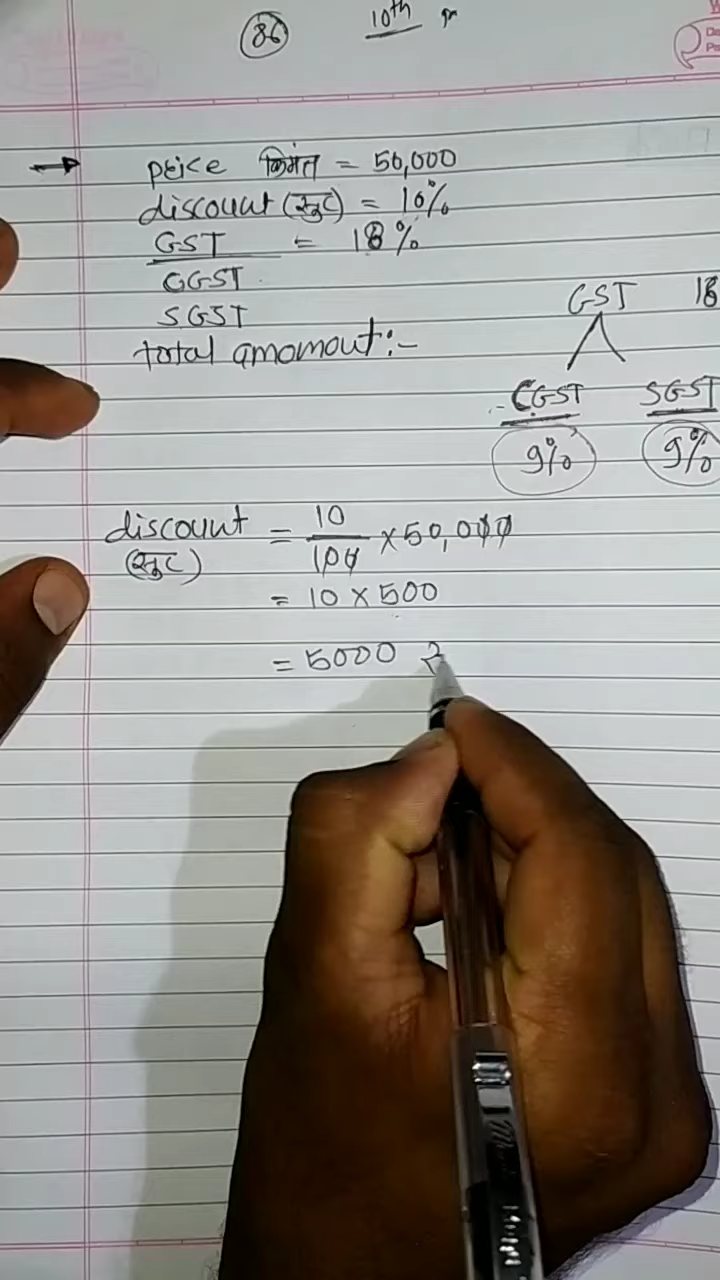 86
10th
price किंमत = 50,000
discount (सूट) = 10%
GST = 18%
CGST
SGST
total amomout:-
GST 18
CGST SGST
9% 9%
discount = 10/100 × 50,000
(सूट)
= 10 × 500
= 5000 रु